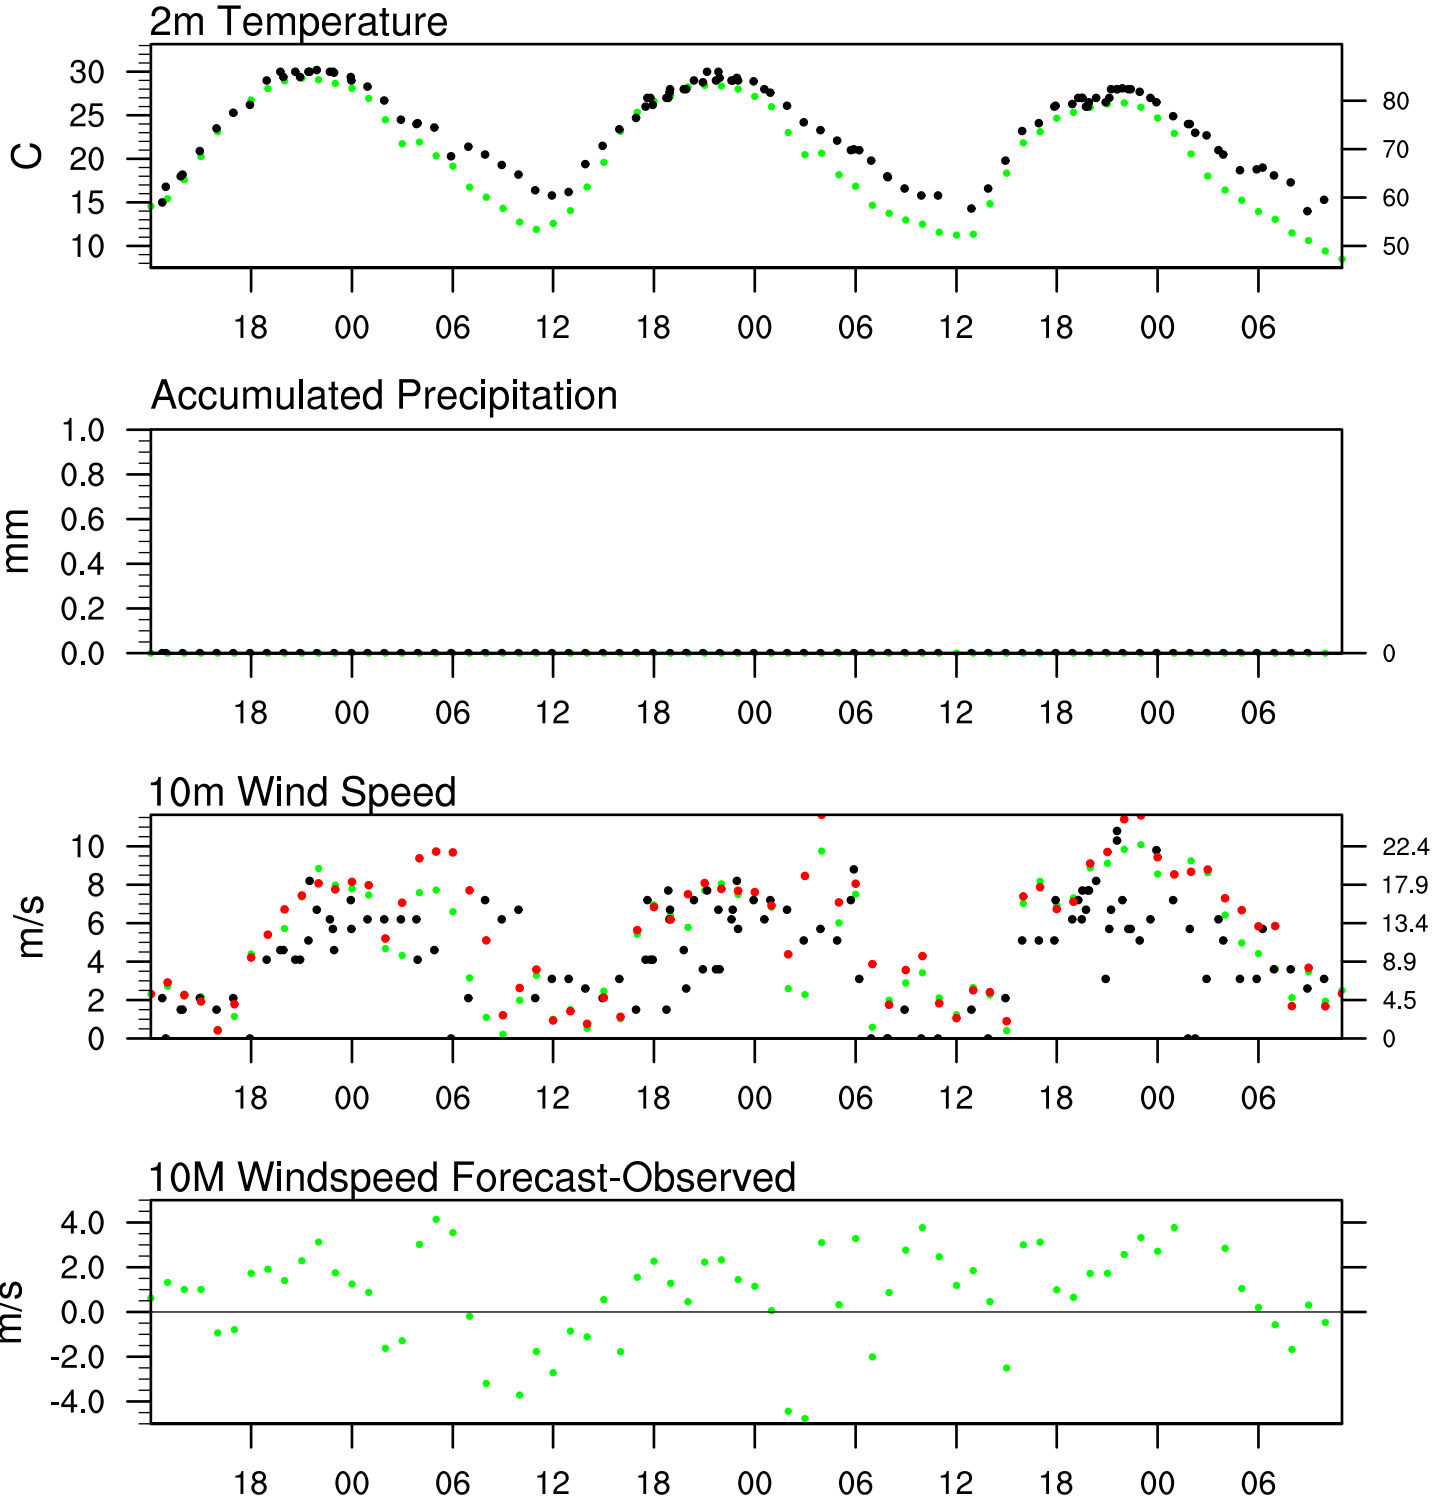 2m Temperature
30
25
20
15
10
C
80
70
60
50
18 00 06 12 18 00 06 12 18 00 06
Accumulated Precipitation
1.0
0.8
0.6
0.4
0.2
0.0
mm
0
18 00 06 12 18 00 06 12 18 00 06
10m Wind Speed
10
8
6
4
2
0
m/s
22.4
17.9
13.4
8.9
4.5
0
18 00 06 12 18 00 06 12 18 00 06
10M Windspeed Forecast-Observed
4.0
2.0
0.0
-2.0
-4.0
m/s
18 00 06 12 18 00 06 12 18 00 06